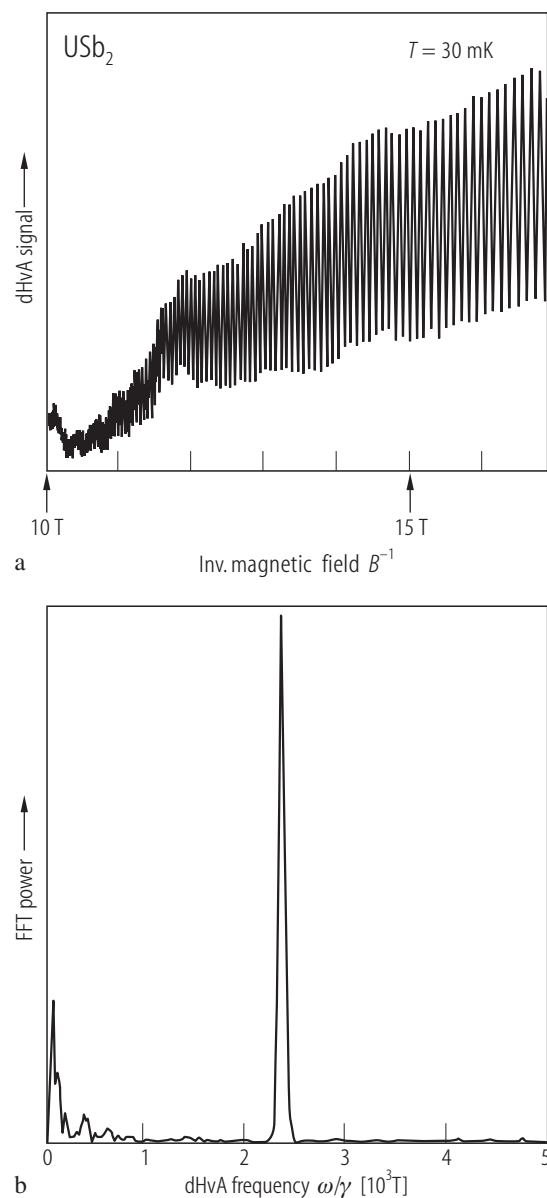 USb₂ T = 30 mK
dHvA signal
10 T 15 T
a Inv. magnetic field B⁻¹
FFT power
0 1 2 3 4 5
b dHvA frequency ω/γ [10³T]